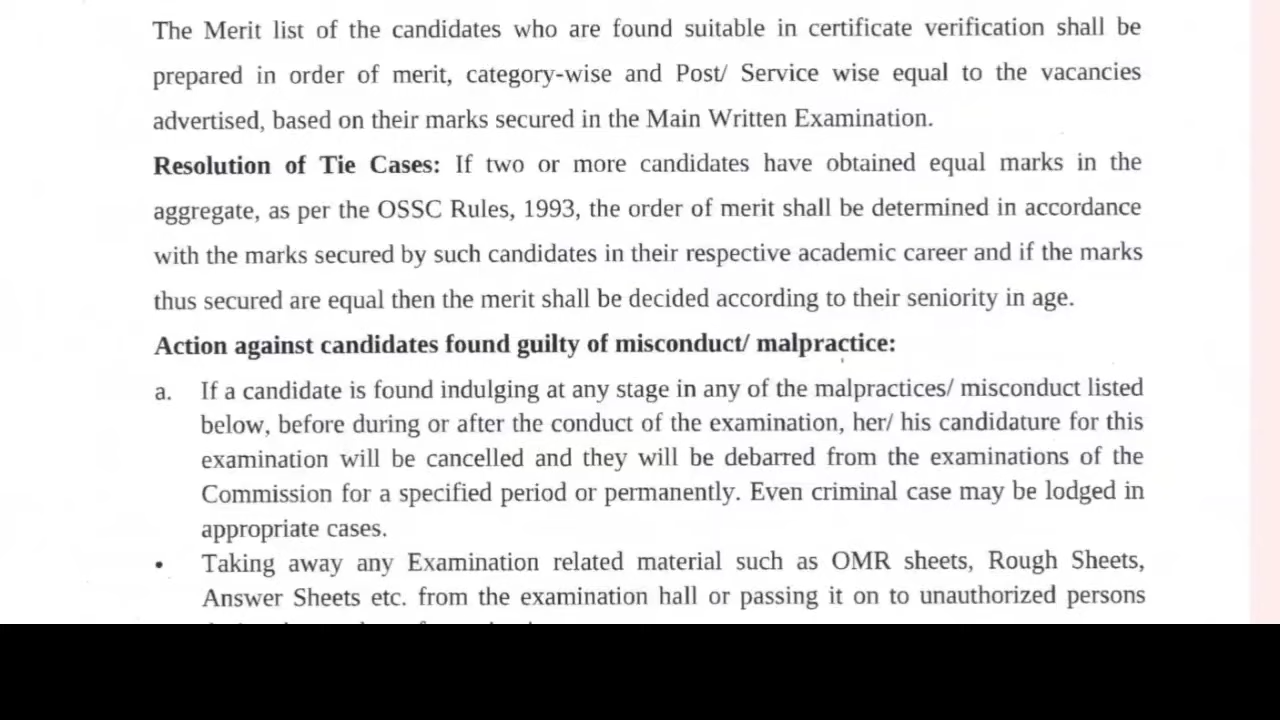 The Merit list of the candidates who are found suitable in certificate verification shall be
prepared in order of merit, category-wise and Post/ Service wise equal to the vacancies
advertised, based on their marks secured in the Main Written Examination.
Resolution of Tie Cases: If two or more candidates have obtained equal marks in the
aggregate, as per the OSSC Rules, 1993, the order of merit shall be determined in accordance
with the marks secured by such candidates in their respective academic career and if the marks
thus secured are equal then the merit shall be decided according to their seniority in age.
Action against candidates found guilty of misconduct/ malpractice:
a. If a candidate is found indulging at any stage in any of the malpractices/ misconduct listed
below, before during or after the conduct of the examination, her/ his candidature for this
examination will be cancelled and they will be debarred from the examinations of the
Commission for a specified period or permanently. Even criminal case may be lodged in
appropriate cases.
• Taking away any Examination related material such as OMR sheets, Rough Sheets,
Answer Sheets etc. from the examination hall or passing it on to unauthorized persons